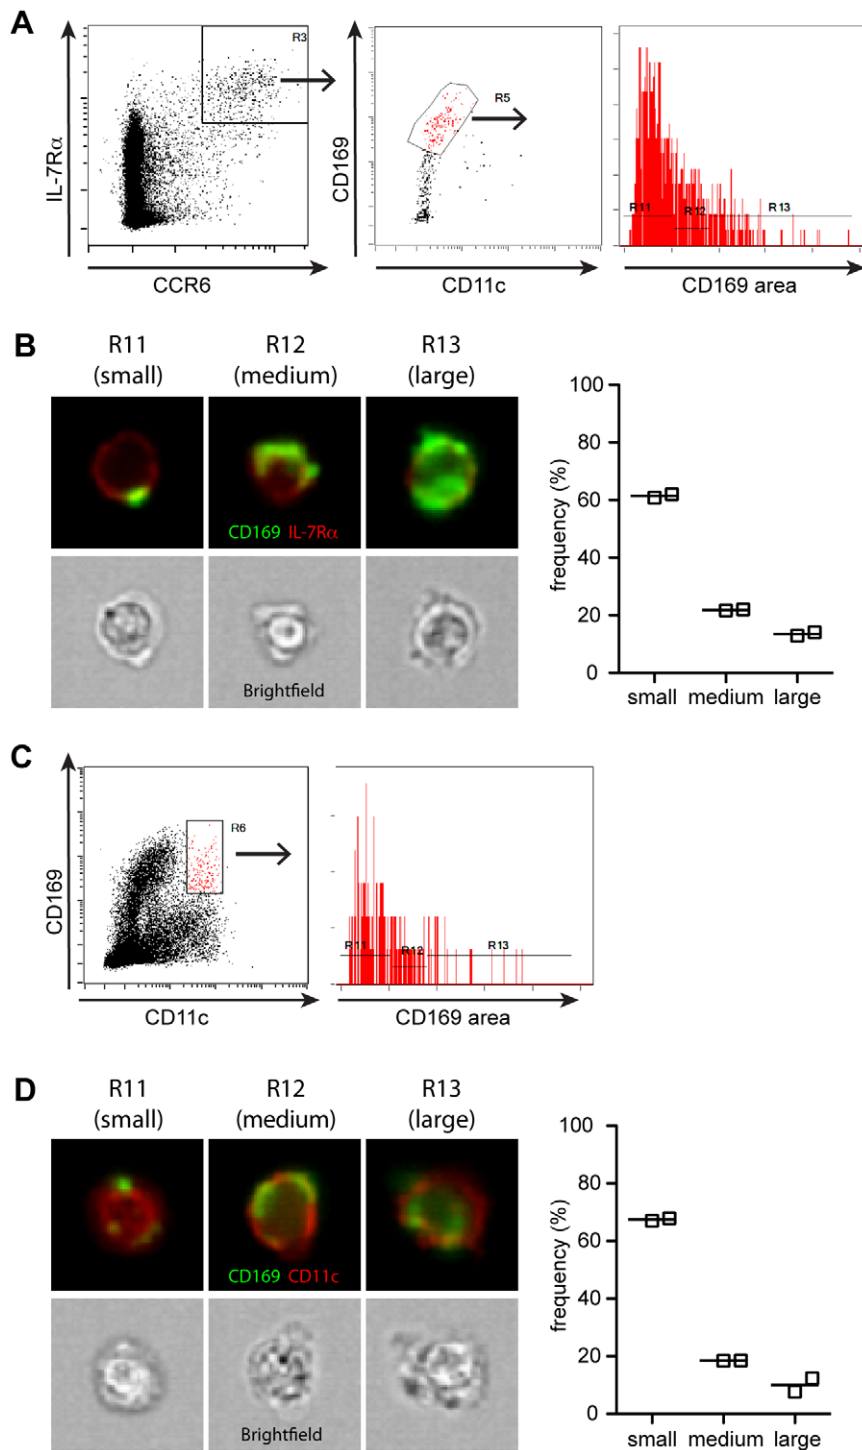 A
IL-7Rα
R3
CCR6
CD169
R5
CD11c
R11
R12
R13
CD169 area
B
R11
(small)
R12
(medium)
R13
(large)
CD169 IL-7Rα
Brightfield
frequency (%)
100
80
60
40
20
0
small
medium
large
C
CD169
R6
CD11c
R11
R12
R13
CD169 area
D
R11
(small)
R12
(medium)
R13
(large)
CD169 CD11c
Brightfield
frequency (%)
100
80
60
40
20
0
small
medium
large